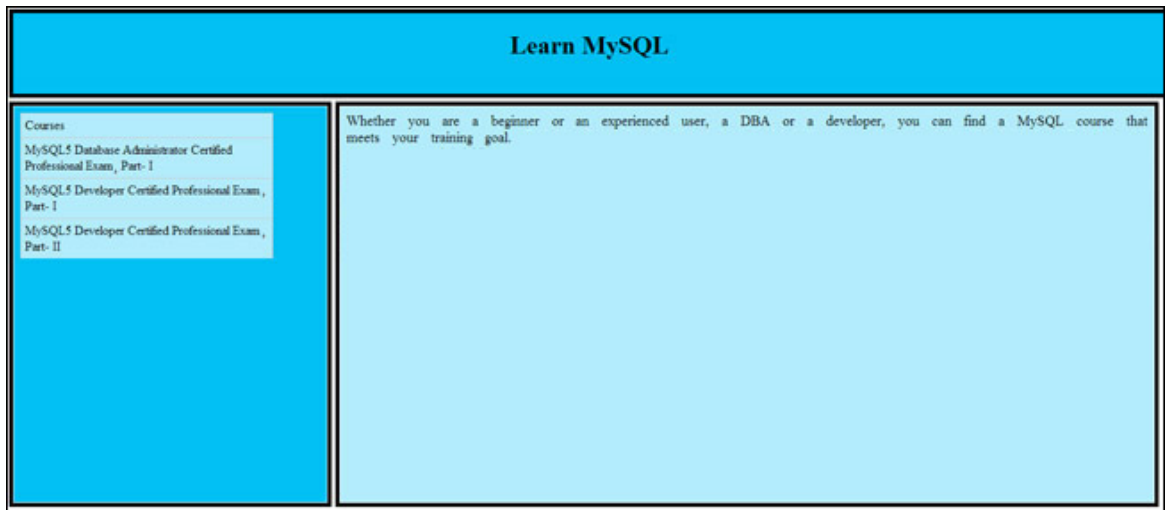 Learn MySQL
Courses
MySQL5 Database Administrator Certified
Professional Exam, Part- I
MySQL5 Developer Certified Professional Exam,
Part- I
MySQL5 Developer Certified Professional Exam,
Part- II
Whether you are a beginner or an experienced user, a DBA or a developer, you can find a MySQL course that
meets your training goal.